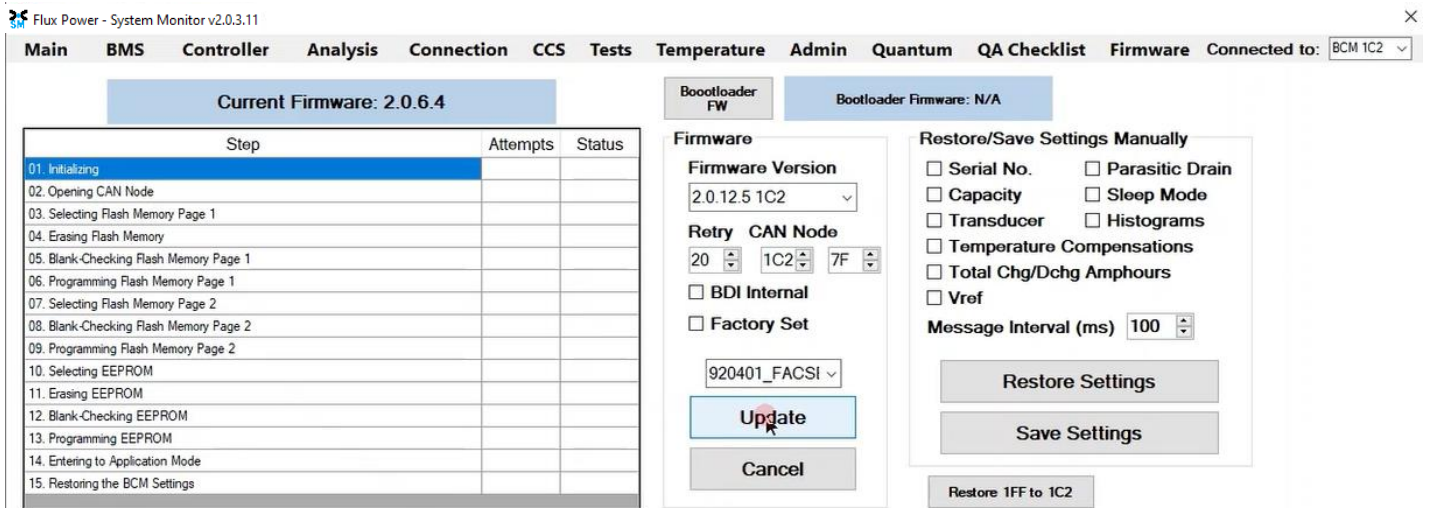 SM Flux Power - System Monitor v2.0.3.11
Main BMS Controller Analysis Connection CCS Tests Temperature Admin Quantum QA Checklist Firmware Connected to: BCM 1C2
Current Firmware: 2.0.6.4
Boootloader
FW
Bootloader Firmware: N/A
Step Attempts Status
01. Initializing
02. Opening CAN Node
03. Selecting Flash Memory Page 1
04. Erasing Flash Memory
05. Blank-Checking Flash Memory Page 1
06. Programming Flash Memory Page 1
07. Selecting Flash Memory Page 2
08. Blank-Checking Flash Memory Page 2
09. Programming Flash Memory Page 2
10. Selecting EEPROM
11. Erasing EEPROM
12. Blank-Checking EEPROM
13. Programming EEPROM
14. Entering to Application Mode
15. Restoring the BCM Settings
Firmware
Firmware Version
2.0.12.5 1C2
Retry CAN Node
20 1C2 7F
BDI Internal
Factory Set
920401_FACSI
Update
Cancel
Restore/Save Settings Manually
Serial No. Parasitic Drain
Capacity Sleep Mode
Transducer Histograms
Temperature Compensations
Total Chg/Dchg Amphours
Vref
Message Interval (ms) 100
Restore Settings
Save Settings
Restore 1FF to 1C2